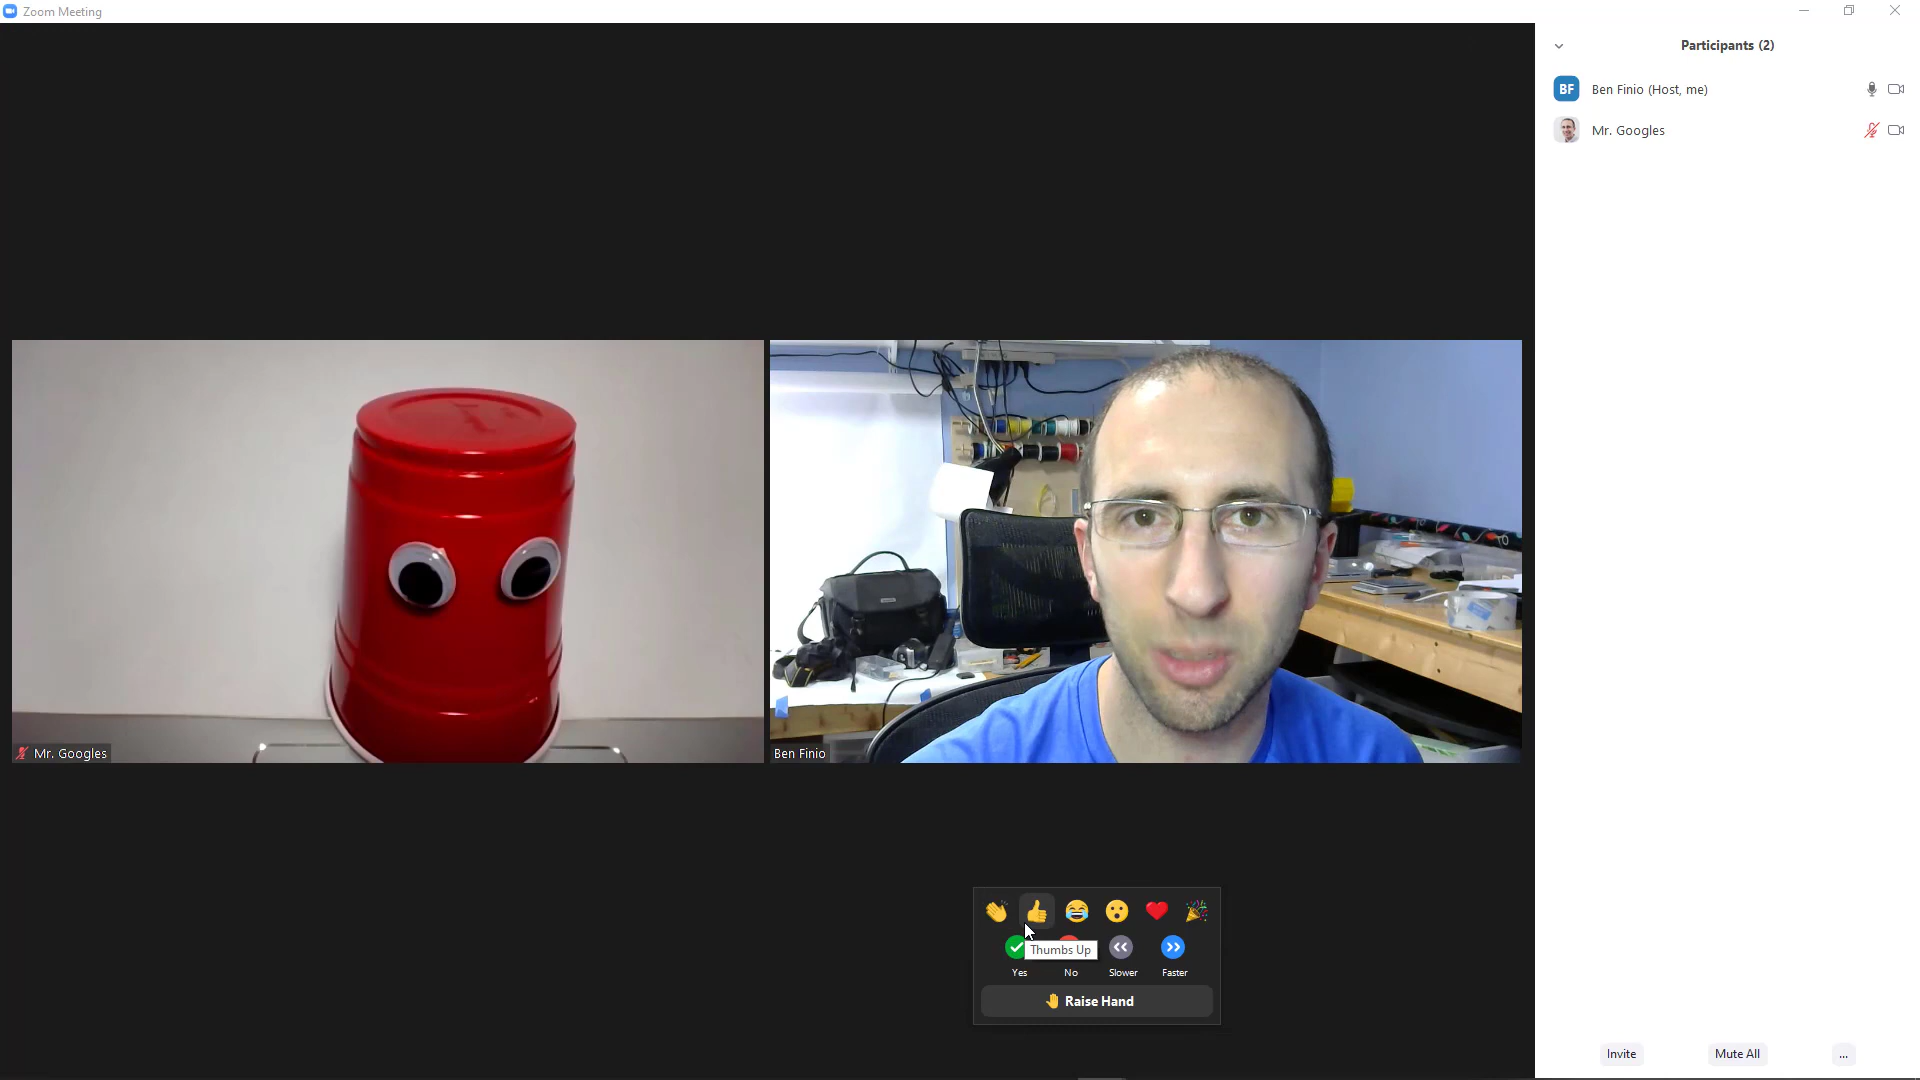 Zoom Meeting
Participants (2)
BF Ben Finio (Host, me)
Mr. Googles
Mr. Googles
Ben Finio
Thumbs Up
Yes No Slower Faster
Raise Hand
Invite Mute All ...